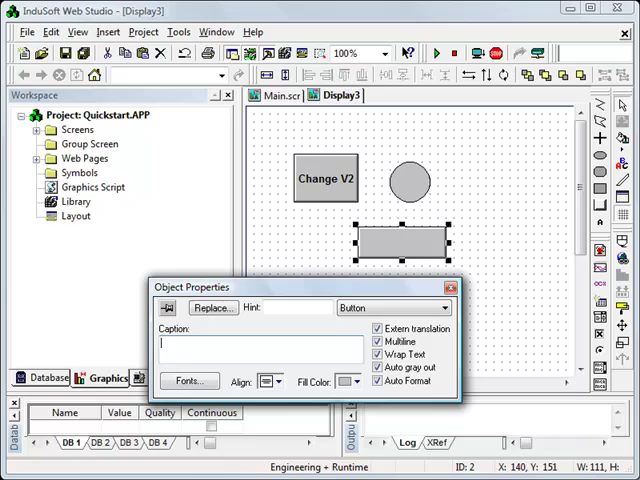 InduSoft Web Studio - [Display3]
File Edit View Insert Project Tools Window Help
100%
Workspace
Main.scr Display3
Project: Quickstart.APP
Screens
Group Screen
Web Pages
Symbols
Graphics Script
Library
Layout
Change V2
Object Properties
Replace... Hint: Button
Caption:
Extern translation
Multiline
Wrap Text
Auto gray out
Auto Format
Fonts... Align: Fill Color:
Database Graphics
Name Value Quality Continuous
Datab
DB 1 DB 2 DB 3 DB 4
Outpu
Log XRef
Engineering + Runtime ID: 2 X: 140, Y: 151 W: 111, H: